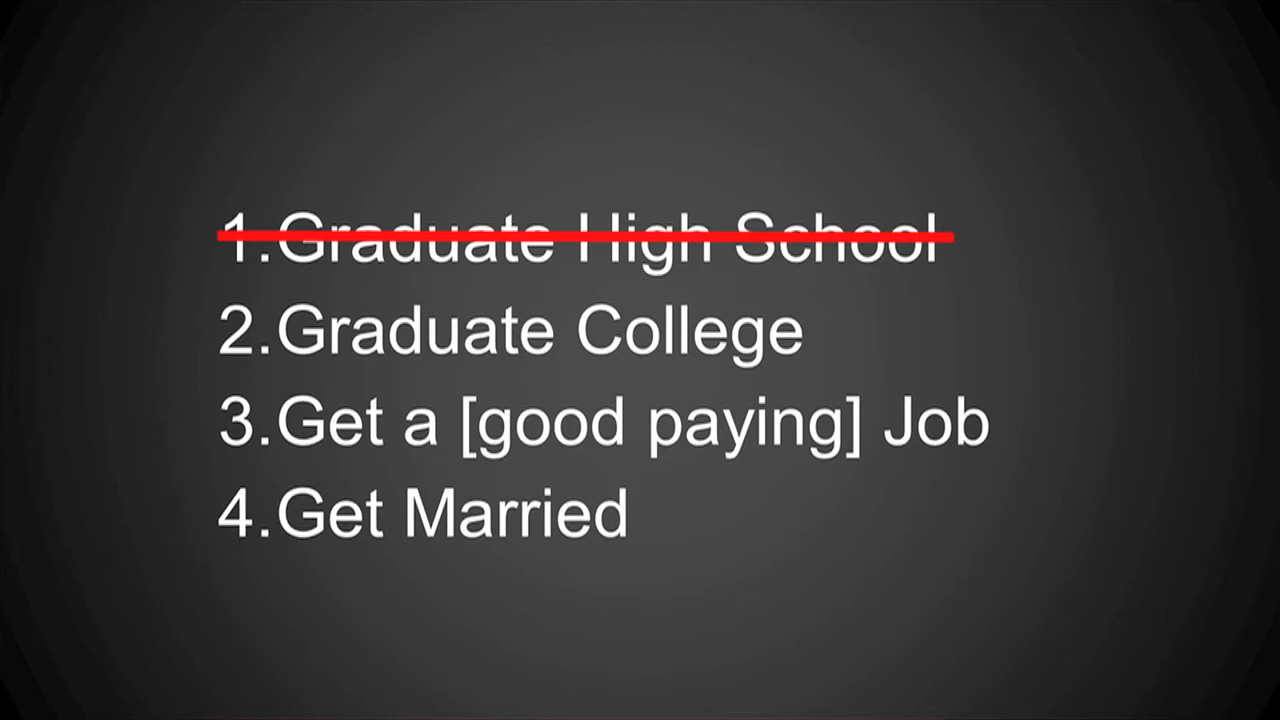 1. Graduate High School
2. Graduate College
3. Get a [good paying] Job
4. Get Married